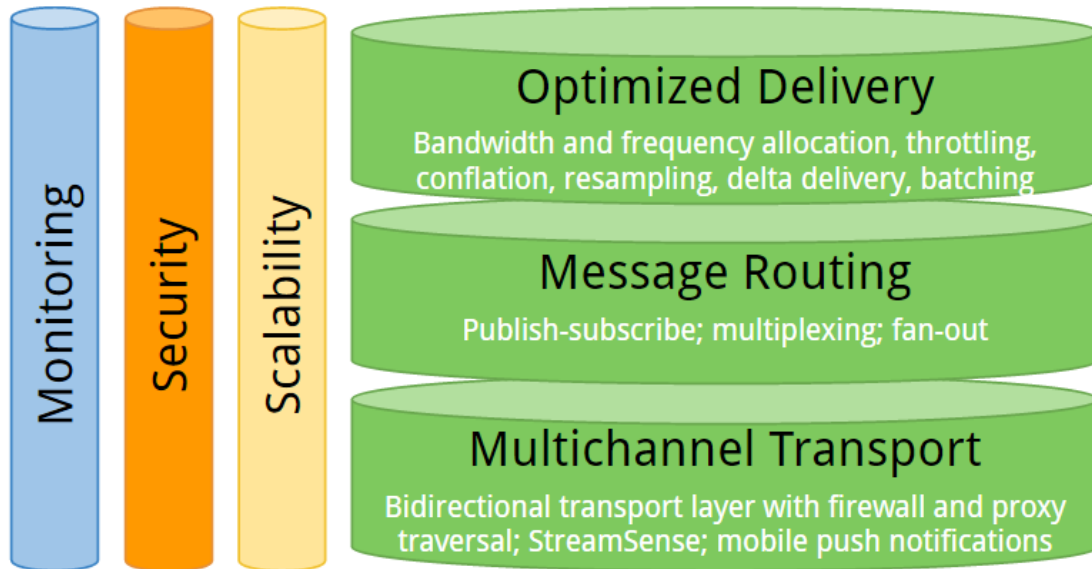 Monitoring
Security
Scalability
Optimized Delivery
Bandwidth and frequency allocation, throttling,
conflation, resampling, delta delivery, batching
Message Routing
Publish-subscribe; multiplexing; fan-out
Multichannel Transport
Bidirectional transport layer with firewall and proxy
traversal; StreamSense; mobile push notifications